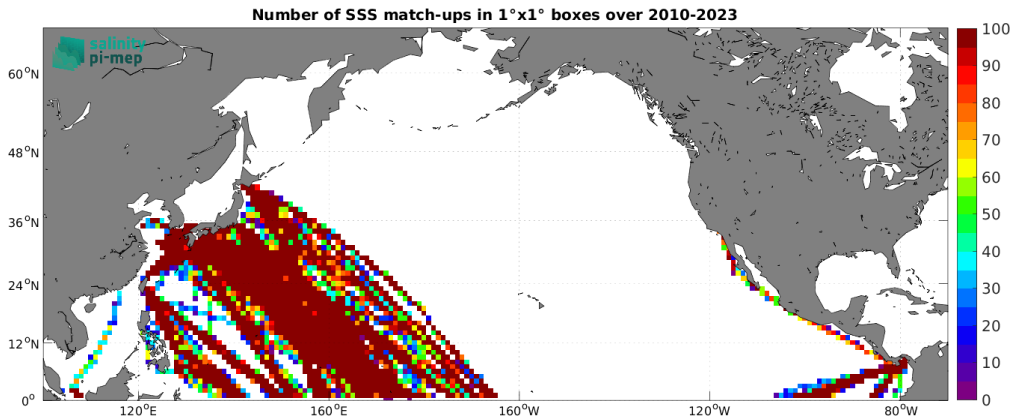 Number of SSS match-ups in 1°x1° boxes over 2010-2023
salinity
pi-mep
60°N
48°N
36°N
24°N
12°N
0°
120°E
160°E
160°W
120°W
80°W
100
90
80
70
60
50
40
30
20
10
0